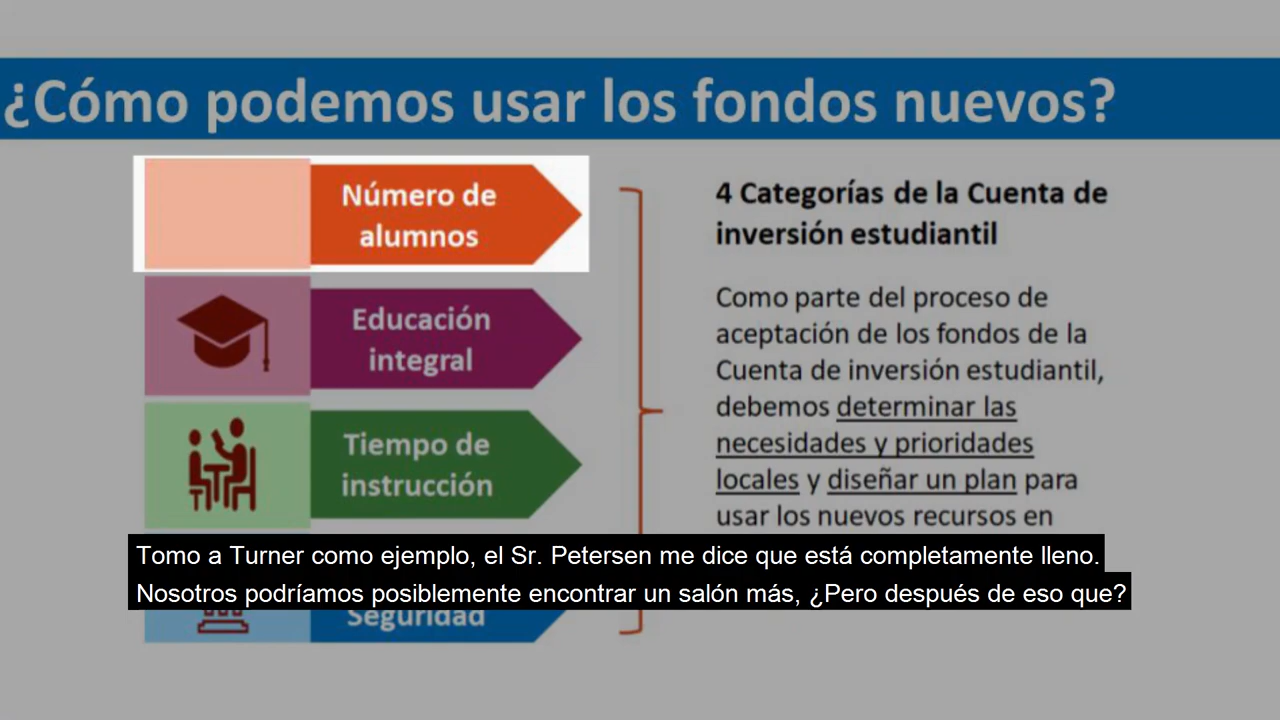 ¿Cómo podemos usar los fondos nuevos?
Número de
alumnos
Educación
integral
Tiempo de
instrucción
Seguridad
4 Categorías de la Cuenta de
inversión estudiantil
Como parte del proceso de
aceptación de los fondos de la
Cuenta de inversión estudiantil,
debemos determinar las
necesidades y prioridades
locales y diseñar un plan para
usar los nuevos recursos en
Tomo a Turner como ejemplo, el Sr. Petersen me dice que está completamente lleno.
Nosotros podríamos posiblemente encontrar un salón más, ¿Pero después de eso que?